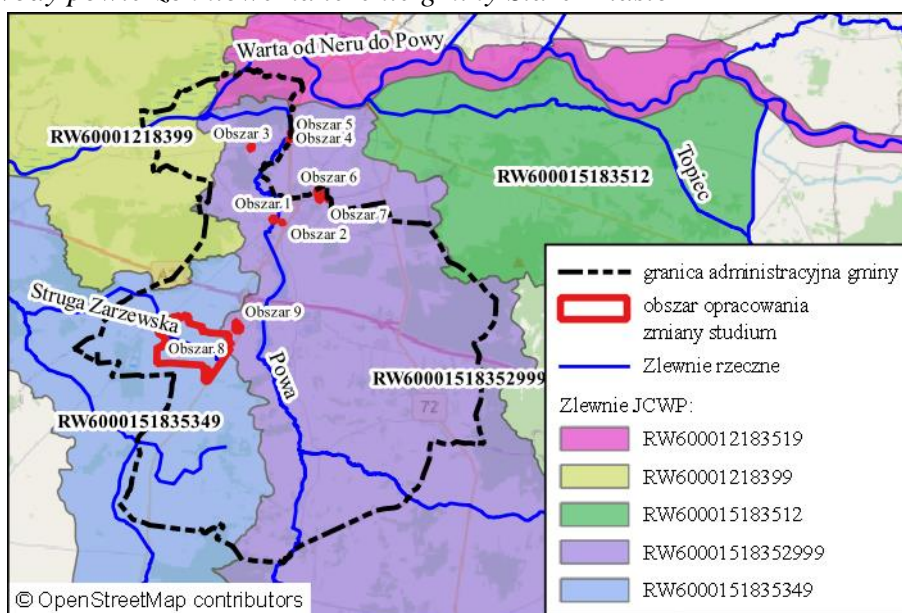 Warta od Neru do Powy
RW60001218399
Obszar 3
Obszar 5
Obszar 4
Topiec
RW600015183512
Obszar 6
Obszar 1
Obszar 7
Obszar 2
Struga Zarzewska
Obszar 9
Obszar 8
Powa
RW60001518352999
72
RW6000151835349
granica administracyjna gminy
obszar opracowania
zmiany studium
Zlewnie rzeczne
Zlewnie JCWP:
RW600012183519
RW60001218399
RW600015183512
RW60001518352999
RW6000151835349
© OpenStreetMap contributors